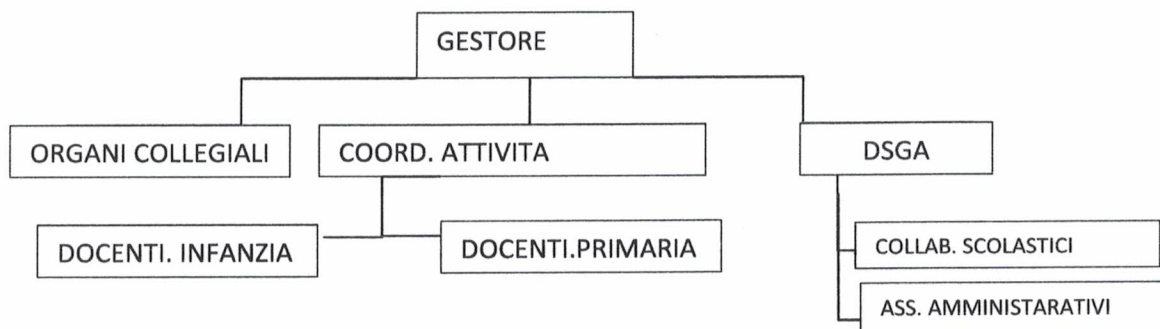 GESTORE
ORGANI COLLEGIALI
COORD. ATTIVITA
DSGA
DOCENTI. INFANZIA
DOCENTI.PRIMARIA
COLLAB. SCOLASTICI
ASS. AMMINISTARATIVI